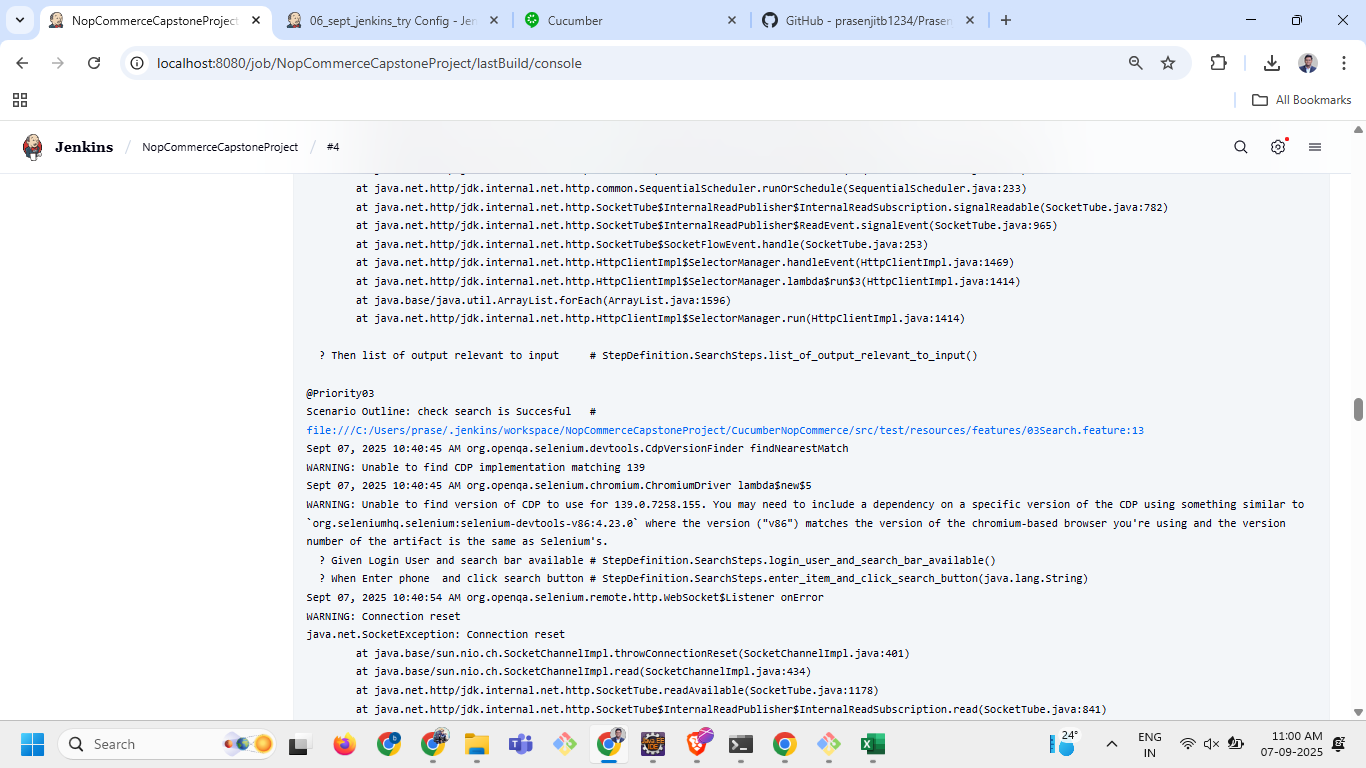 NopCommerceCapstoneProject
06_sept_jenkins_try Config - Jen
Cucumber
GitHub - prasenjitb1234/Prasen
localhost:8080/job/NopCommerceCapstoneProject/lastBuild/console
All Bookmarks
Jenkins / NopCommerceCapstoneProject / #4
at java.net.http/jdk.internal.net.http.common.SequentialScheduler.runOrSchedule(SequentialScheduler.java:233)
at java.net.http/jdk.internal.net.http.SocketTube$InternalReadPublisher$InternalReadSubscription.signalReadable(SocketTube.java:782)
at java.net.http/jdk.internal.net.http.SocketTube$InternalReadPublisher$ReadEvent.signalEvent(SocketTube.java:965)
at java.net.http/jdk.internal.net.http.SocketTube$SocketFlowEvent.handle(SocketTube.java:253)
at java.net.http/jdk.internal.net.http.HttpClientImpl$SelectorManager.handleEvent(HttpClientImpl.java:1469)
at java.net.http/jdk.internal.net.http.HttpClientImpl$SelectorManager.lambda$run$3(HttpClientImpl.java:1414)
at java.base/java.util.ArrayList.forEach(ArrayList.java:1596)
at java.net.http/jdk.internal.net.http.HttpClientImpl$SelectorManager.run(HttpClientImpl.java:1414)
? Then list of output relevant to input # StepDefinition.SearchSteps.list_of_output_relevant_to_input()
@Priority03
Scenario Outline: check search is Succesful #
file:///C:/Users/prase/.jenkins/workspace/NopCommerceCapstoneProject/CucumberNopCommerce/src/test/resources/features/03Search.feature:13
Sept 07, 2025 10:40:45 AM org.openqa.selenium.devtools.CdpVersionFinder findNearestMatch
WARNING: Unable to find CDP implementation matching 139
Sept 07, 2025 10:40:45 AM org.openqa.selenium.chromium.ChromiumDriver lambda$new$5
WARNING: Unable to find version of CDP to use for 139.0.7258.155. You may need to include a dependency on a specific version of the CDP using something similar to
`org.seleniumhq.selenium:selenium-devtools-v86:4.23.0` where the version ("v86") matches the version of the chromium-based browser you're using and the version
number of the artifact is the same as Selenium's.
? Given Login User and search bar available # StepDefinition.SearchSteps.login_user_and_search_bar_available()
? When Enter phone and click search button # StepDefinition.SearchSteps.enter_item_and_click_search_button(java.lang.String)
Sept 07, 2025 10:40:54 AM org.openqa.selenium.remote.http.WebSocket$Listener onError
WARNING: Connection reset
java.net.SocketException: Connection reset
at java.base/sun.nio.ch.SocketChannelImpl.throwConnectionReset(SocketChannelImpl.java:401)
at java.base/sun.nio.ch.SocketChannelImpl.read(SocketChannelImpl.java:434)
at java.net.http/jdk.internal.net.http.SocketTube.readAvailable(SocketTube.java:1178)
at java.net.http/jdk.internal.net.http.SocketTube$InternalReadPublisher$InternalReadSubscription.read(SocketTube.java:841)
Search
24°
ENG
IN
11:00 AM
07-09-2025